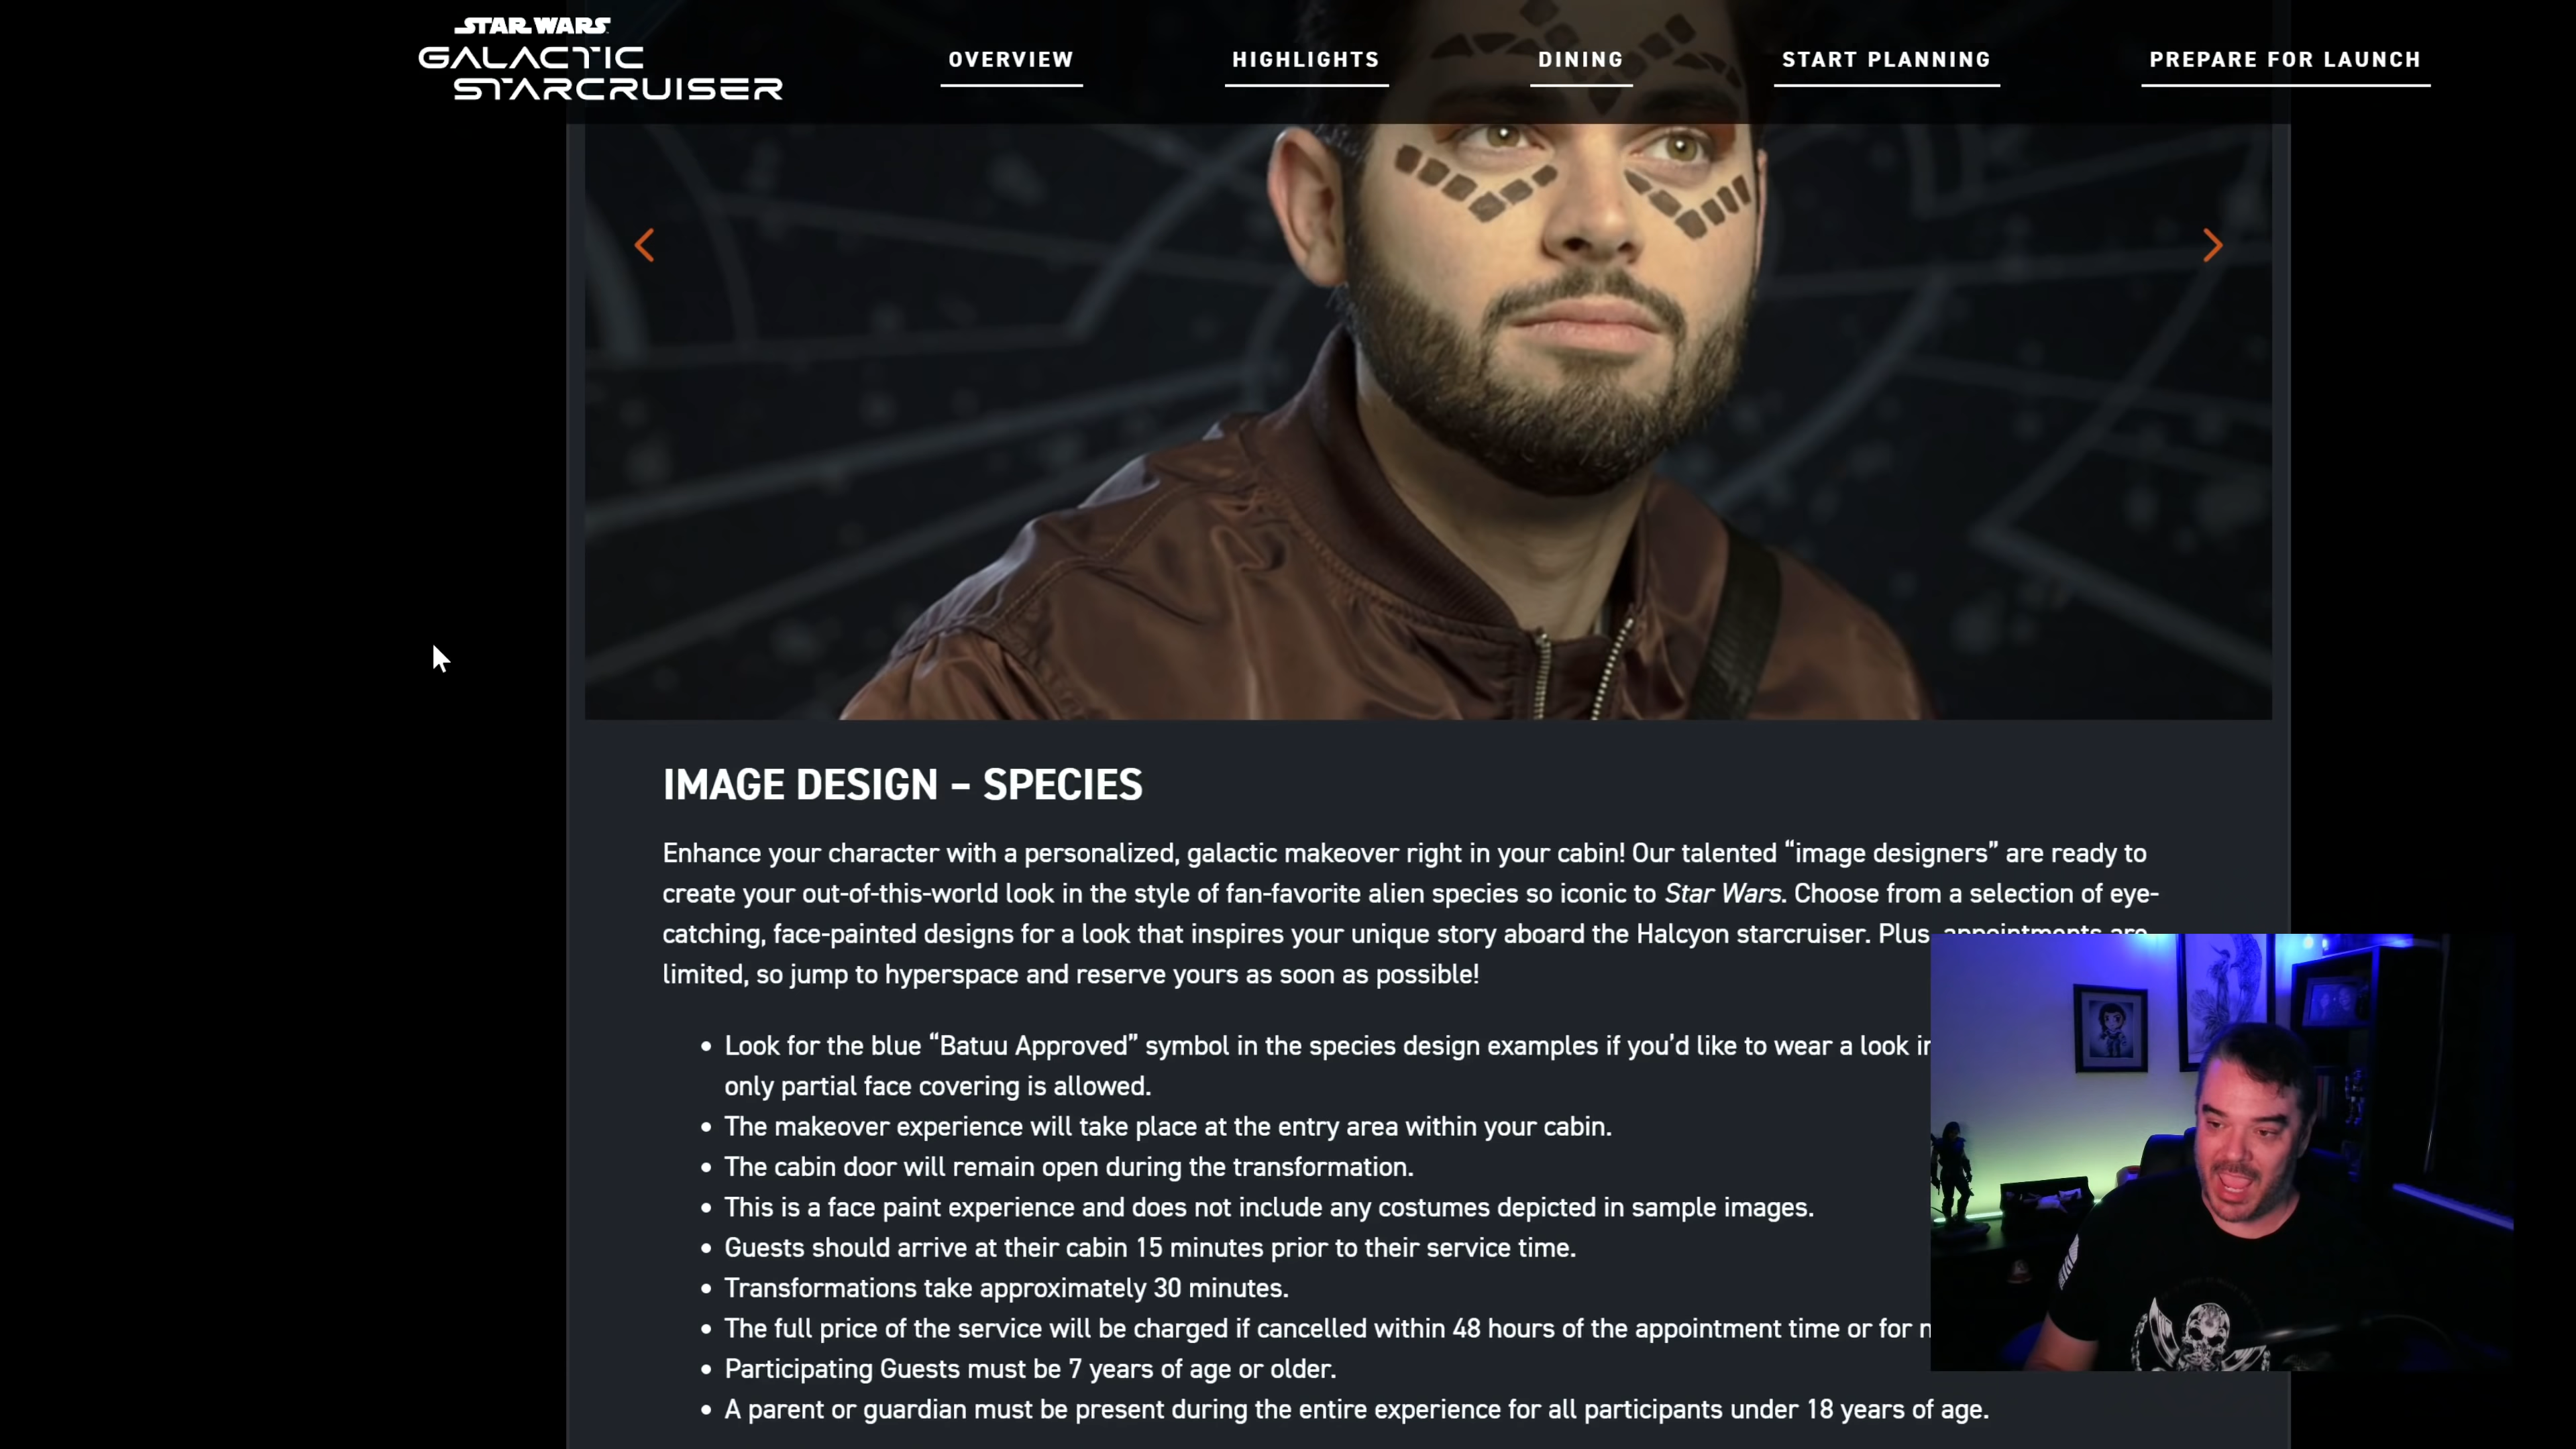 STAR WARS
GALACTIC
STARCRUISER
OVERVIEW
HIGHLIGHTS
DINING
START PLANNING
PREPARE FOR LAUNCH
IMAGE DESIGN – SPECIES
Enhance your character with a personalized, galactic makeover right in your cabin! Our talented “image designers” are ready to
create your out-of-this-world look in the style of fan-favorite alien species so iconic to Star Wars. Choose from a selection of eye-
catching, face-painted designs for a look that inspires your unique story aboard the Halcyon starcruiser. Plus, appointments are
limited, so jump to hyperspace and reserve yours as soon as possible!
• Look for the blue “Batuu Approved” symbol in the species design examples if you’d like to wear a look
only partial face covering is allowed.
• The makeover experience will take place at the entry area within your cabin.
• The cabin door will remain open during the transformation.
• This is a face paint experience and does not include any costumes depicted in sample images.
• Guests should arrive at their cabin 15 minutes prior to their service time.
• Transformations take approximately 30 minutes.
• The full price of the service will be charged if cancelled within 48 hours of the appointment time or for
• Participating Guests must be 7 years of age or older.
• A parent or guardian must be present during the entire experience for all participants under 18 years of age.